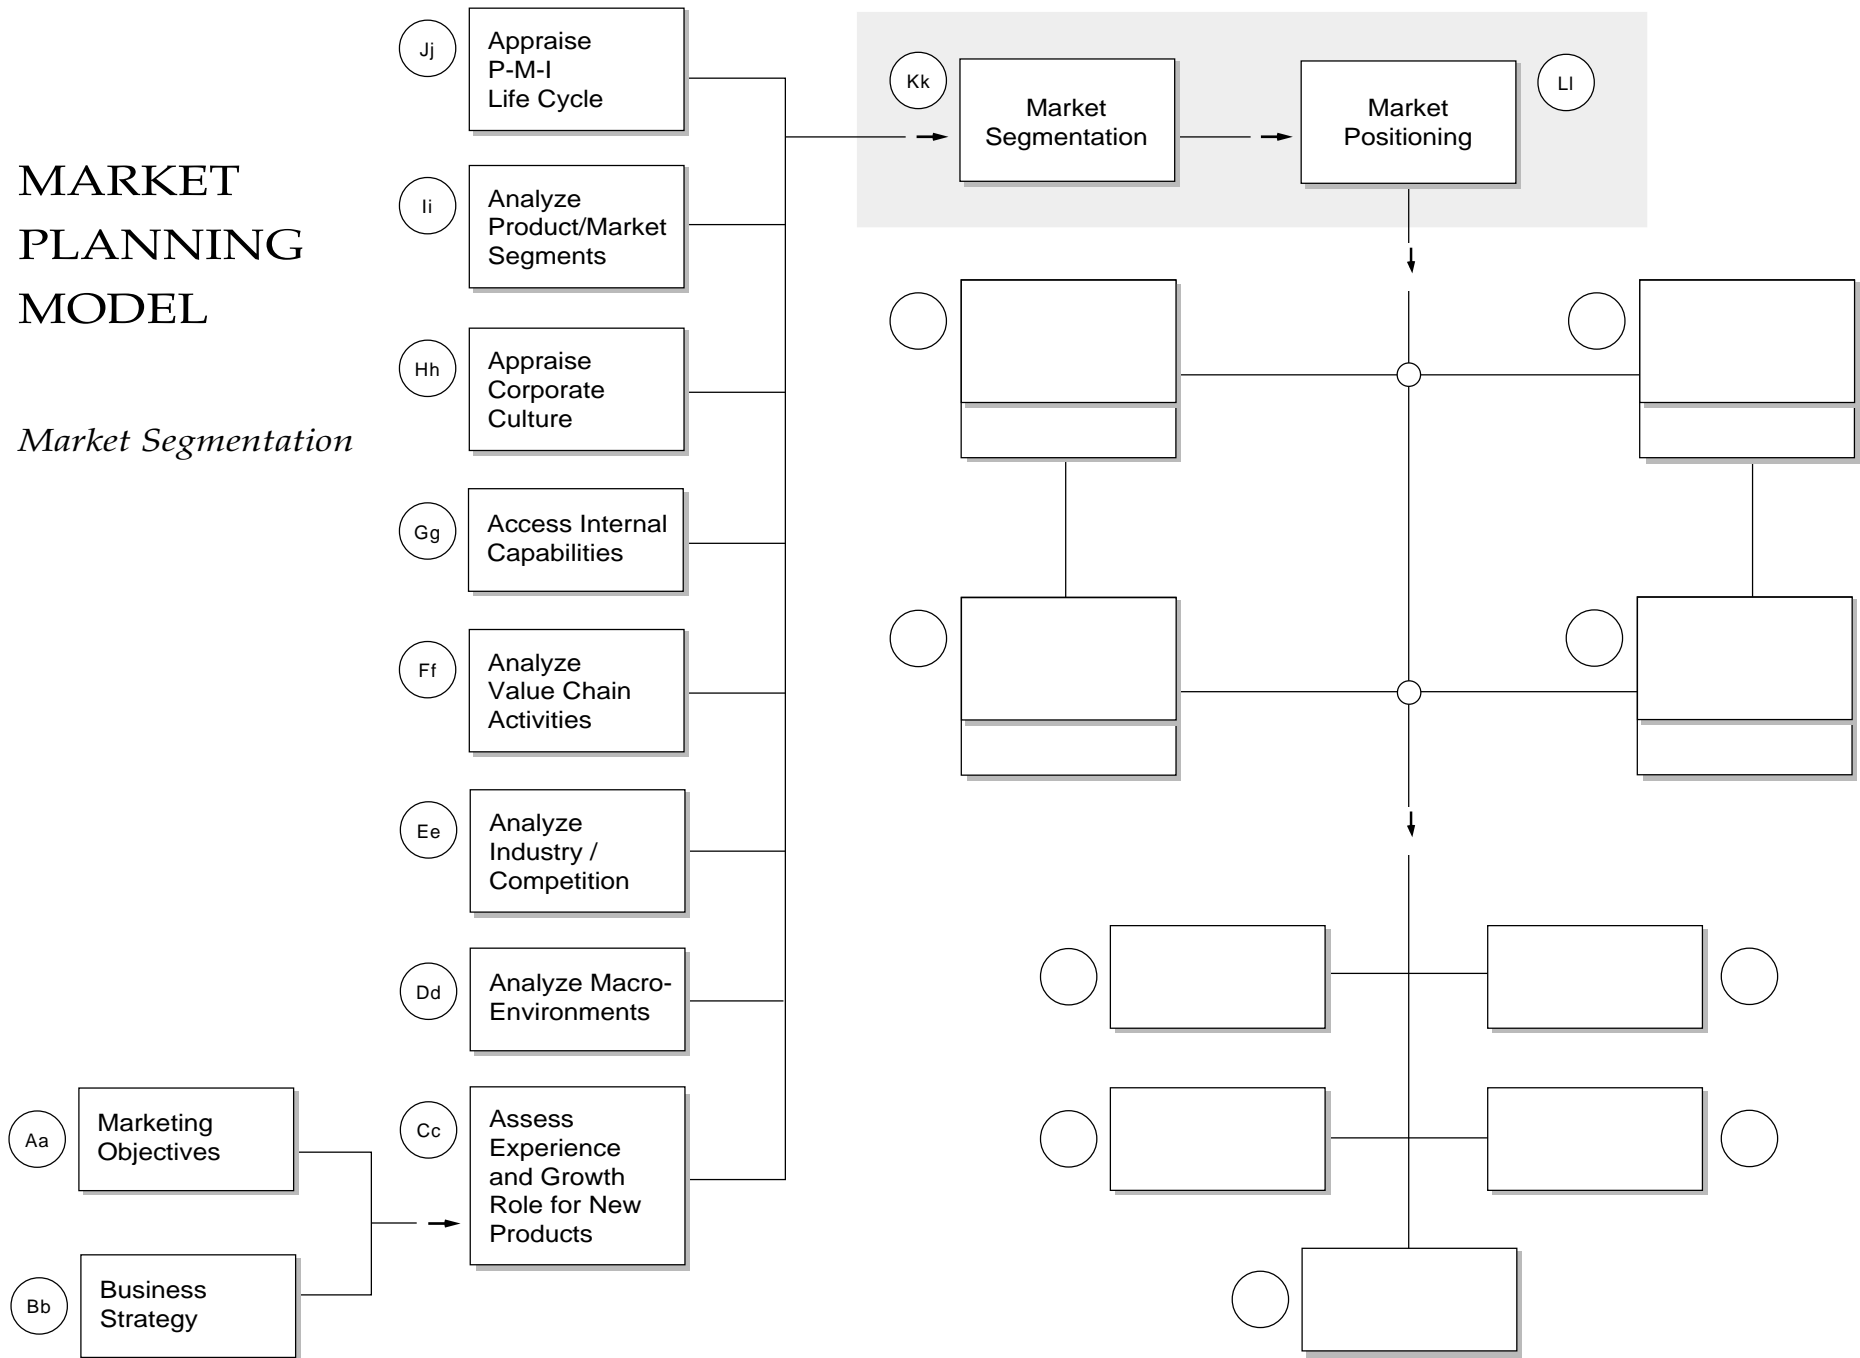 MARKET
PLANNING
MODEL
Market Segmentation
Jj
Appraise
P-M-I
Life Cycle
Ii
Analyze
Product/Market
Segments
Hh
Appraise
Corporate
Culture
Gg
Access Internal
Capabilities
Ff
Analyze
Value Chain
Activities
Ee
Analyze
Industry /
Competition
Dd
Analyze Macro-
Environments
Cc
Assess
Experience
and Growth
Role for New
Products
Aa
Marketing
Objectives
Bb
Business
Strategy
Kk
Market
Segmentation
Market
Positioning
Ll